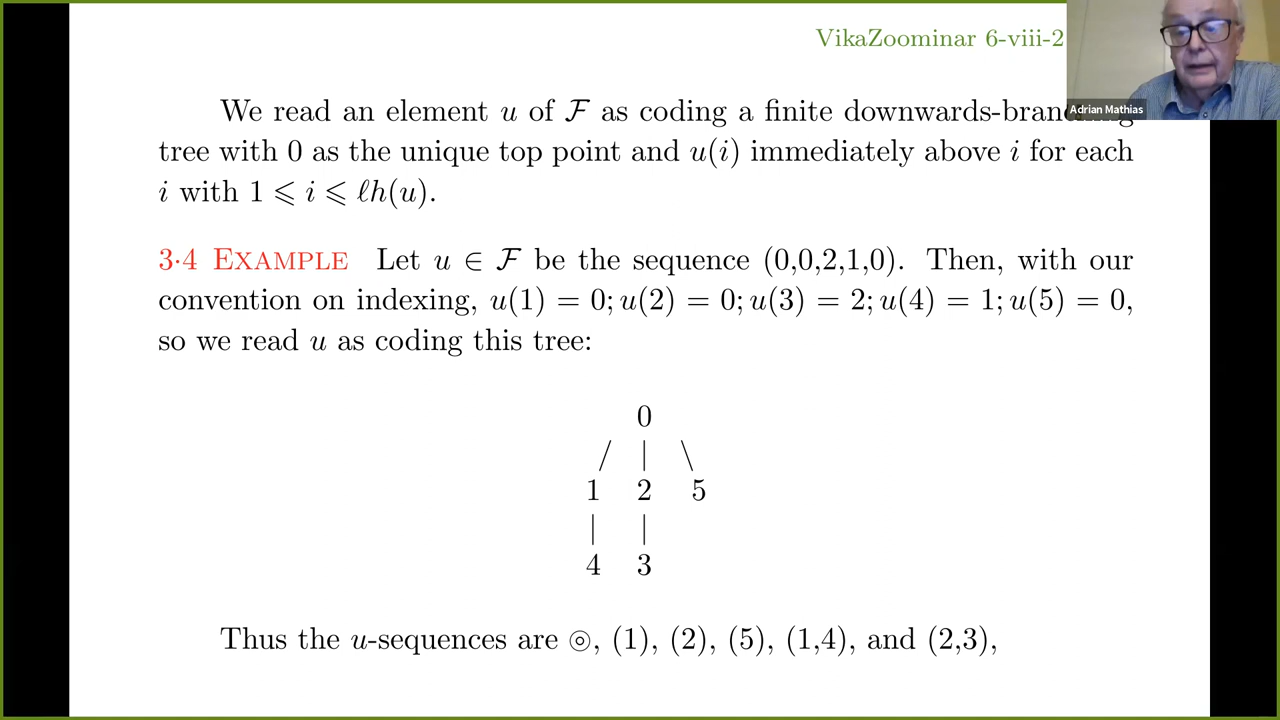 VikaZoominar 6-viii-2
Adrian Mathias
We read an element u of ℱ as coding a finite downwards-
tree with 0 as the unique top point and u(i) immediately above i for each
i with 1 ⩽ i ⩽ ℓh(u).
3·4 EXAMPLE Let u ∈ ℱ be the sequence (0,0,2,1,0). Then, with our
convention on indexing, u(1) = 0; u(2) = 0; u(3) = 2; u(4) = 1; u(5) = 0,
so we read u as coding this tree:
0
/ | \
1 2 5
| |
4 3
Thus the u-sequences are ⊚, (1), (2), (5), (1,4), and (2,3),